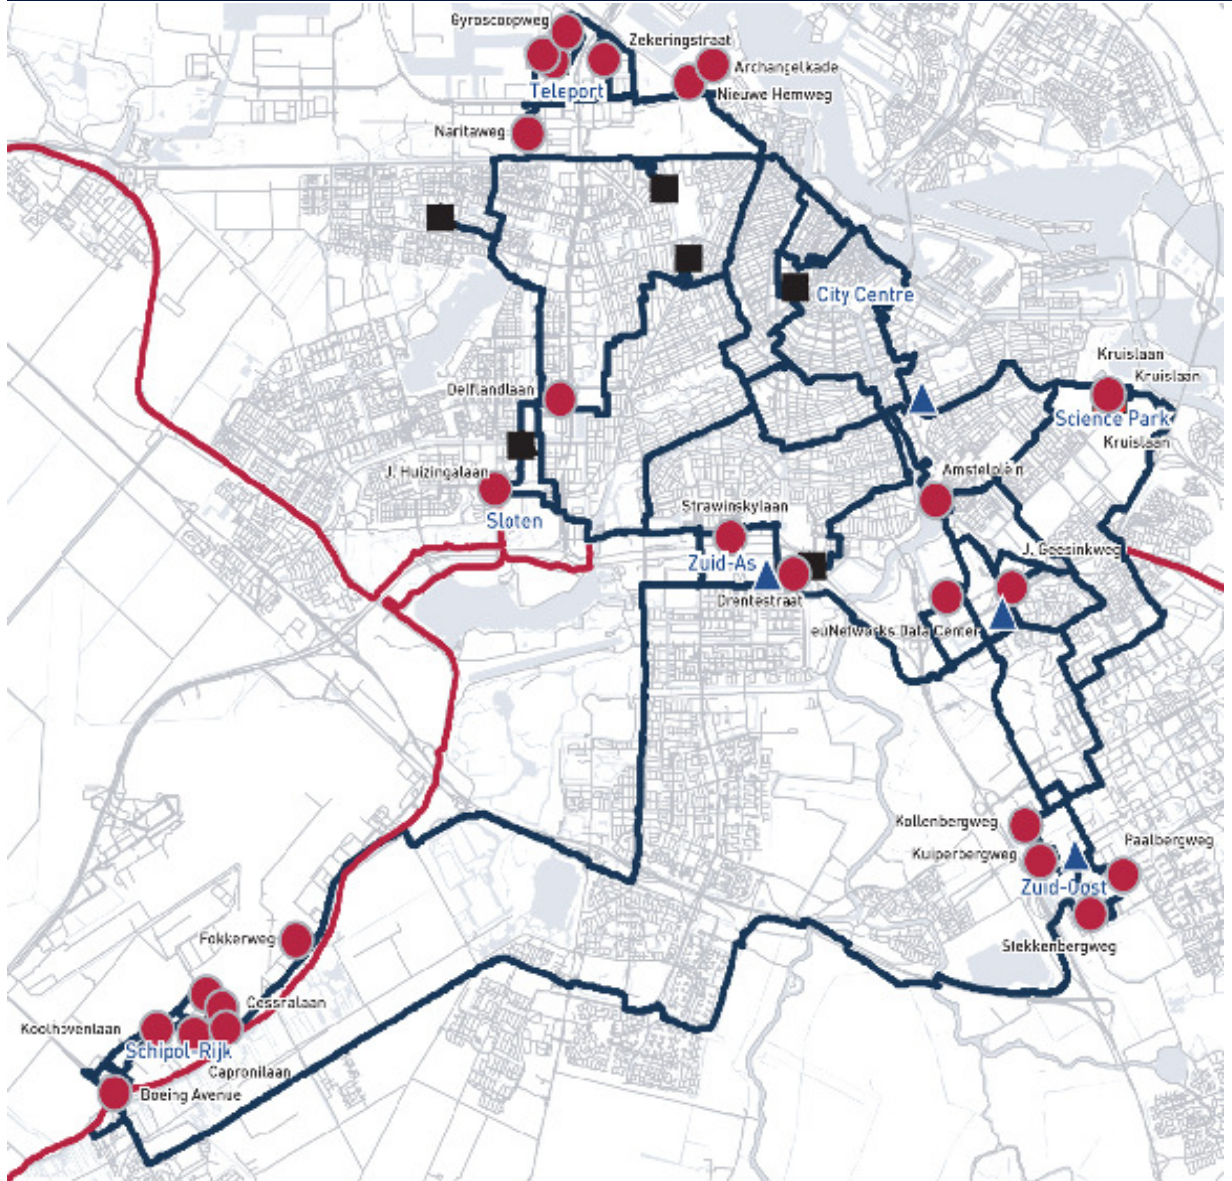 Gyroscoopweg
Zekeringstraat
Archangelkade
Teleport
Nieuwe Hemweg
Naritaweg
City Centre
Kruislaan
Kruislaan
Delflandlaan
Science Park
Kruislaan
J. Huizingalaan
Amstelplein
Strawinskylaan
Sloten
J. Geesinkweg
Zuid-As
Drentestraat
euNetworks Data Center
Kollenbergweg
Paalbergweg
Kuiperbergweg
Zuid-Oost
Fokkerweg
Stekkenbergweg
Cessnalaan
Koolhovenlaan
Schipol-Rijk
Capronilaan
Boeing Avenue